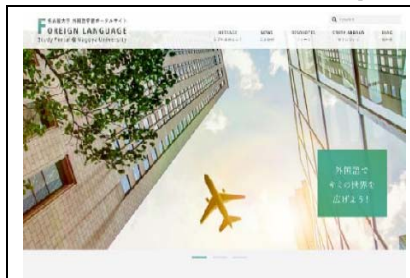 名古屋大学 外国語学習ポータルサイト
FOREIGN LANGUAGE
Study Portal @ Nagoya University
NEWS
RESOURCES
STUDY ABROAD
BLOG
外国語で
キミの世界を
広げよう！